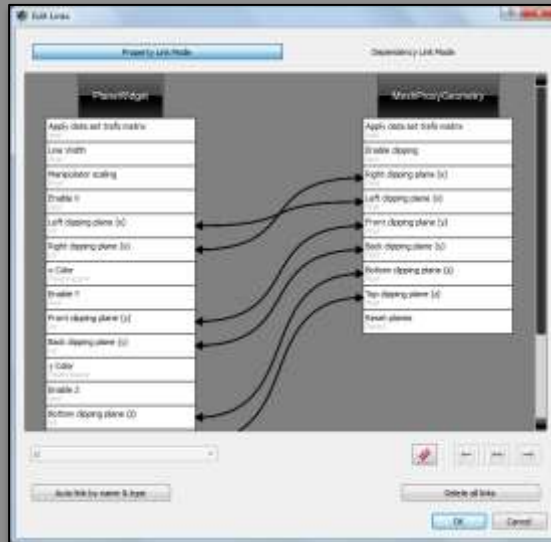 Edit Links
Property Link Mode
Dependency Link Mode
PlaneWidget
MeshProxyGeometry
Apply data set trafo matrix
Line Width
Manipulator scaling
Enable X
Left clipping plane (x)
Right clipping plane (x)
x Color
Enable Y
Front clipping plane (y)
Back clipping plane (y)
y Color
Enable Z
Bottom clipping plane (z)
Apply data set trafo matrix
Enable clipping
Right clipping plane (x)
Left clipping plane (x)
Front clipping plane (y)
Back clipping plane (y)
Bottom clipping plane (z)
Top clipping plane (z)
Reset planes
Auto link by name & type
Delete all links
OK
Cancel